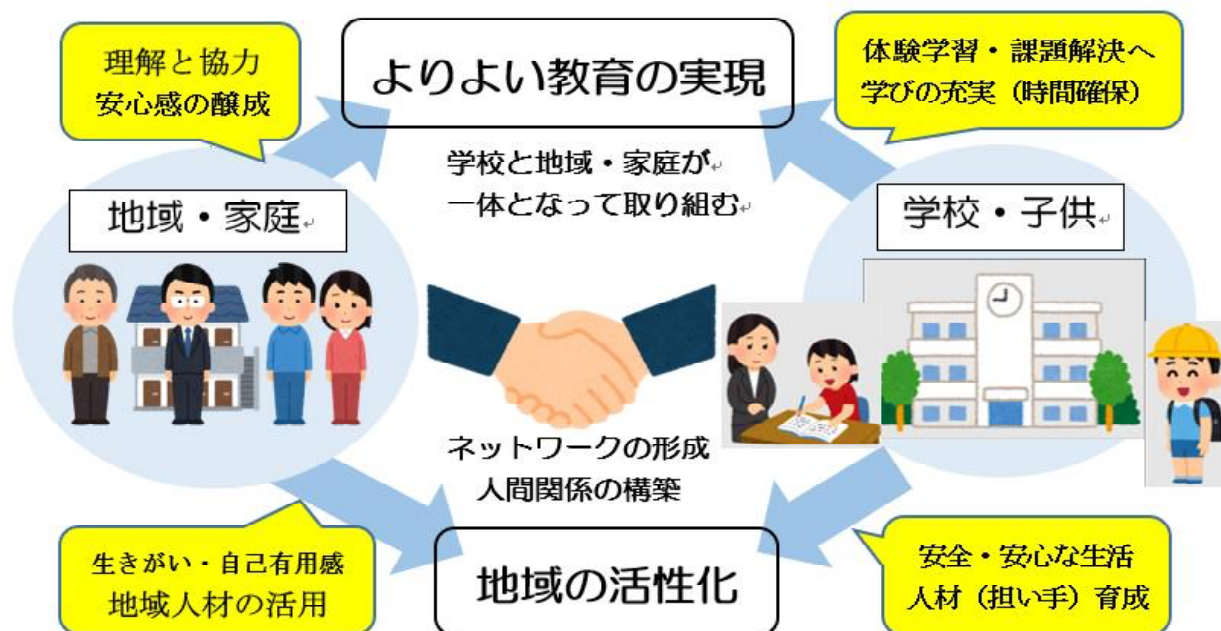 理解と協力
安心感の醸成
よりよい教育の実現
体験学習・課題解決へ
学びの充実（時間確保）
学校と地域・家庭が
一体となって取り組む
地域・家庭
学校・子供
ネットワークの形成
人間関係の構築
生きがい・自己有用感
地域人材の活用
地域の活性化
安全・安心な生活
人材（担い手）育成